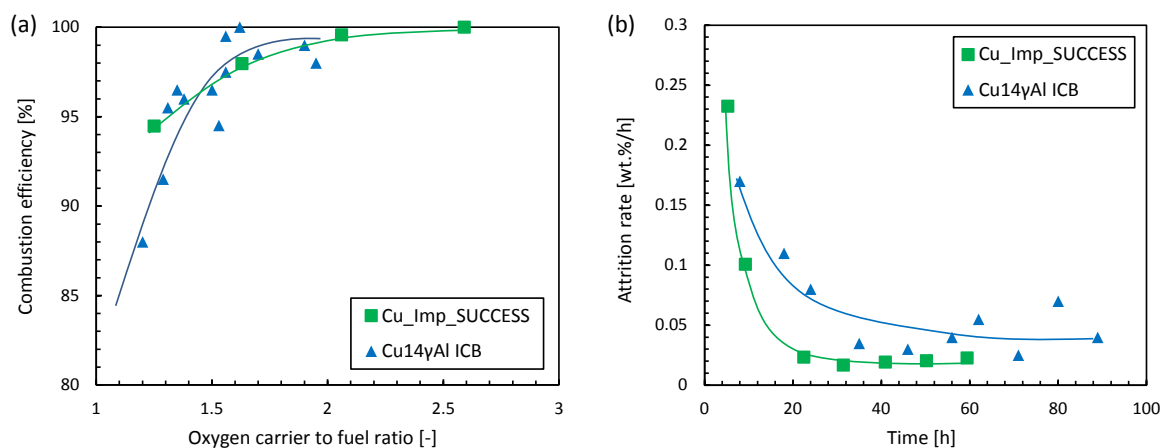 (a)
100
95
90
85
80
Combustion efficiency [%]
Cu_Imp_SUCCESS
Cu14γAl ICB
1 1.5 2 2.5 3
Oxygen carrier to fuel ratio [-]
(b)
0.3
0.25
0.2
0.15
0.1
0.05
0
Attrition rate [wt.%/h]
Cu_Imp_SUCCESS
Cu14γAl ICB
0 20 40 60 80 100
Time [h]